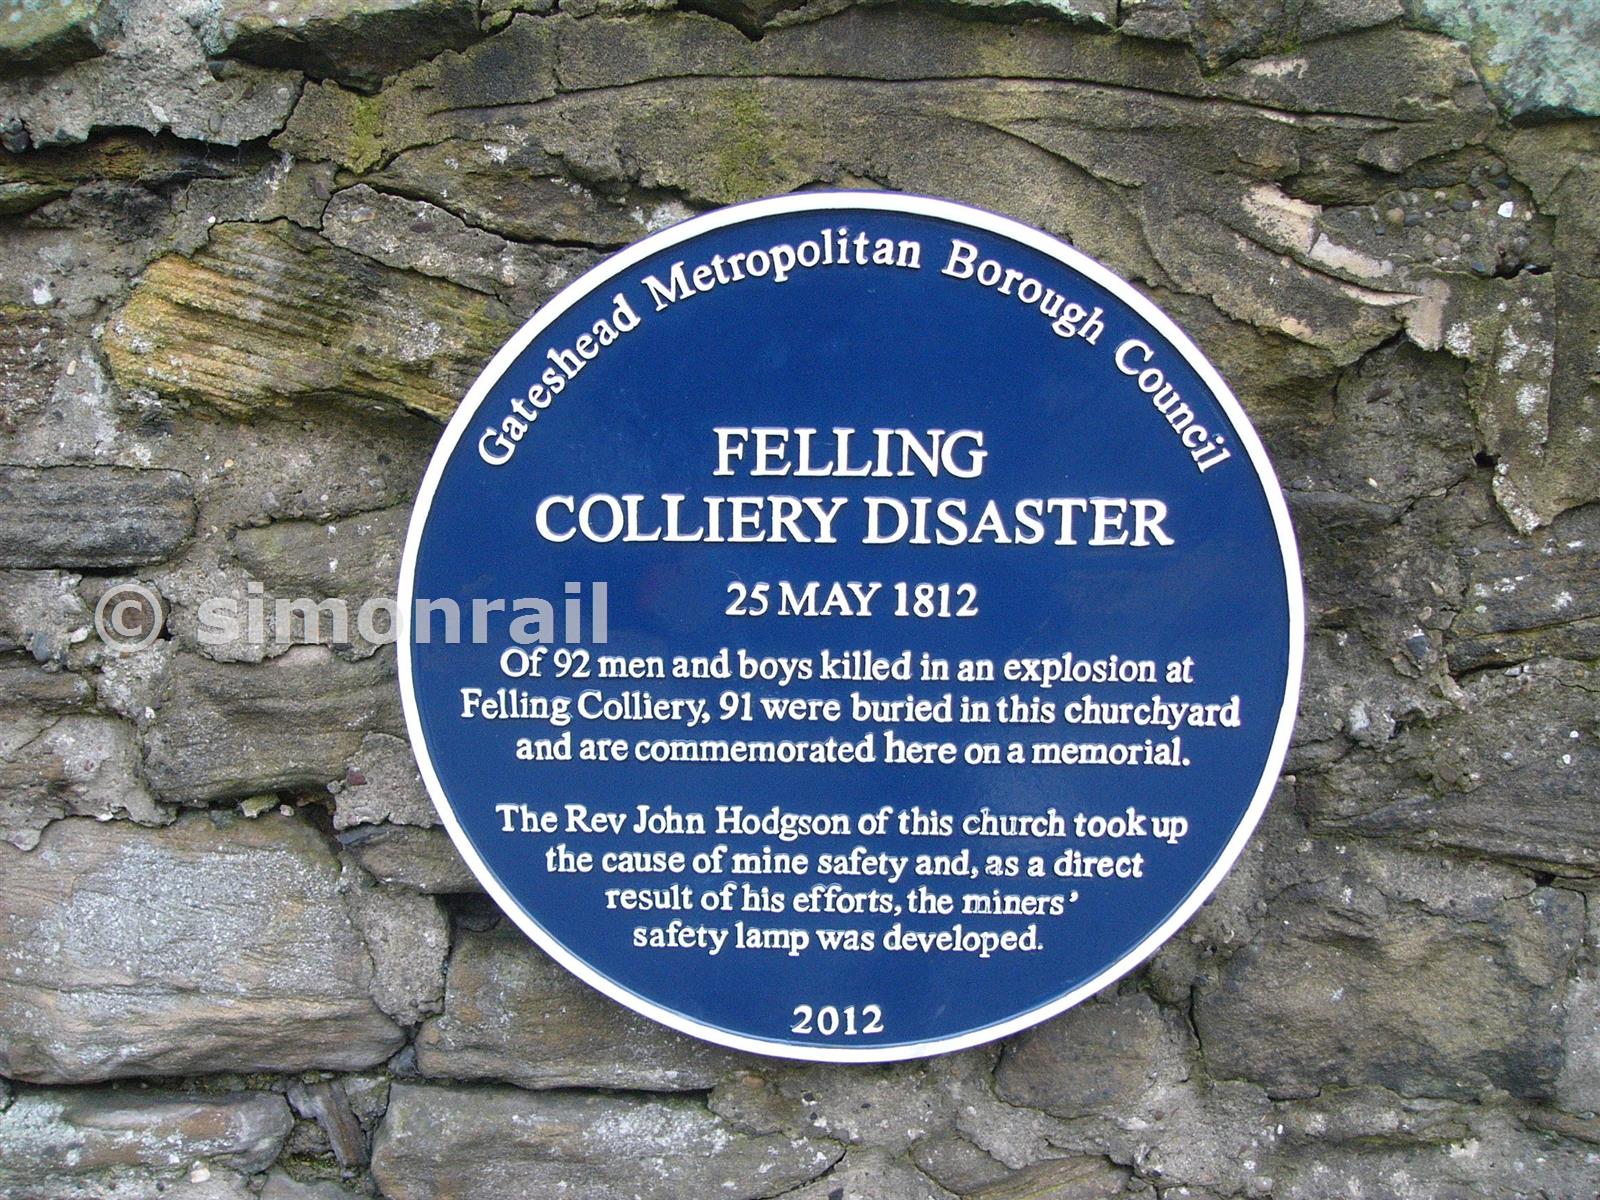 Gateshead Metropolitan Borough Council
FELLING
COLLIERY DISASTER
25 MAY 1812
Of 92 men and boys killed in an explosion at
Felling Colliery, 91 were buried in this churchyard
and are commemorated here on a memorial.
The Rev John Hodgson of this church took up
the cause of mine safety and, as a direct
result of his efforts, the miners'
safety lamp was developed.
2012
© simonrail